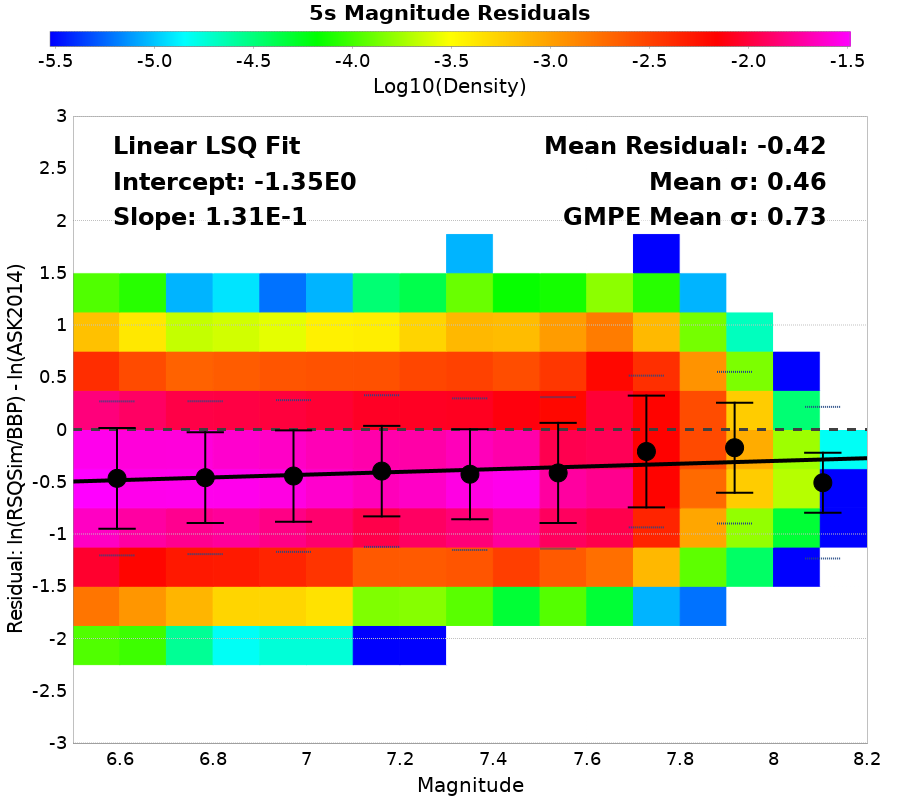 5s Magnitude Residuals
-5.5 -5.0 -4.5 -4.0 -3.5 -3.0 -2.5 -2.0 -1.5
Log10(Density)
Linear LSQ Fit
Intercept: -1.35E0
Slope: 1.31E-1
Mean Residual: -0.42
Mean σ: 0.46
GMPE Mean σ: 0.73
Residual: ln(RSQSim/BBP) - ln(ASK2014)
3
2.5
2
1.5
1
0.5
0
-0.5
-1
-1.5
-2
-2.5
-3
6.6 6.8 7 7.2 7.4 7.6 7.8 8 8.2
Magnitude